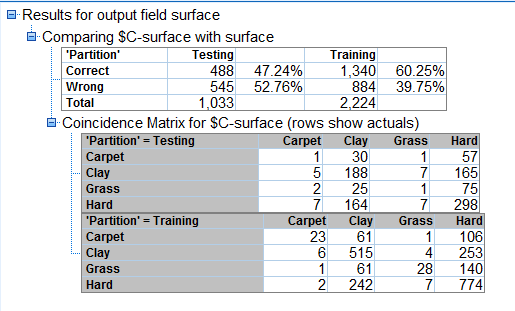 Results for output field surface
Comparing $C-surface with surface
'Partition' Testing Training
Correct 488 47.24% 1,340 60.25%
Wrong 545 52.76% 884 39.75%
Total 1,033 2,224
Coincidence Matrix for $C-surface (rows show actuals)
'Partition' = Testing Carpet Clay Grass Hard
Carpet 1 30 1 57
Clay 5 188 7 165
Grass 2 25 1 75
Hard 7 164 7 298
'Partition' = Training Carpet Clay Grass Hard
Carpet 23 61 1 106
Clay 6 515 4 253
Grass 1 61 28 140
Hard 2 242 7 774